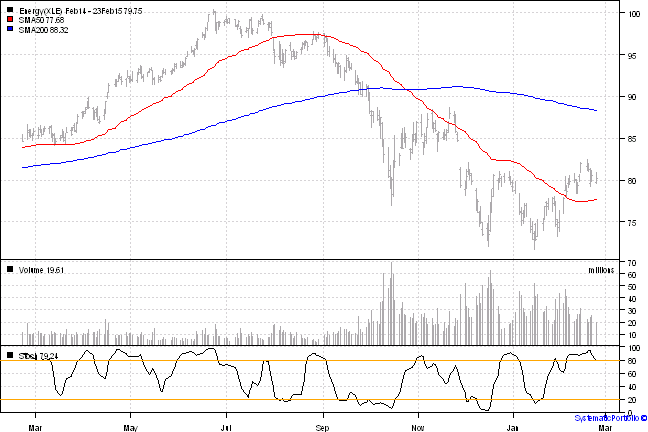 Energy(XLE) Feb14 - 23Feb15 79.75
SMA50 77.68
SMA200 88.32
100
95
90
85
80
75
Volume 19.61
millions
70
60
50
40
30
20
10
Stoch 79.24
100
80
60
40
20
0
Mar May Jul Sep Nov Jan Mar
SystematicPortfolio ©